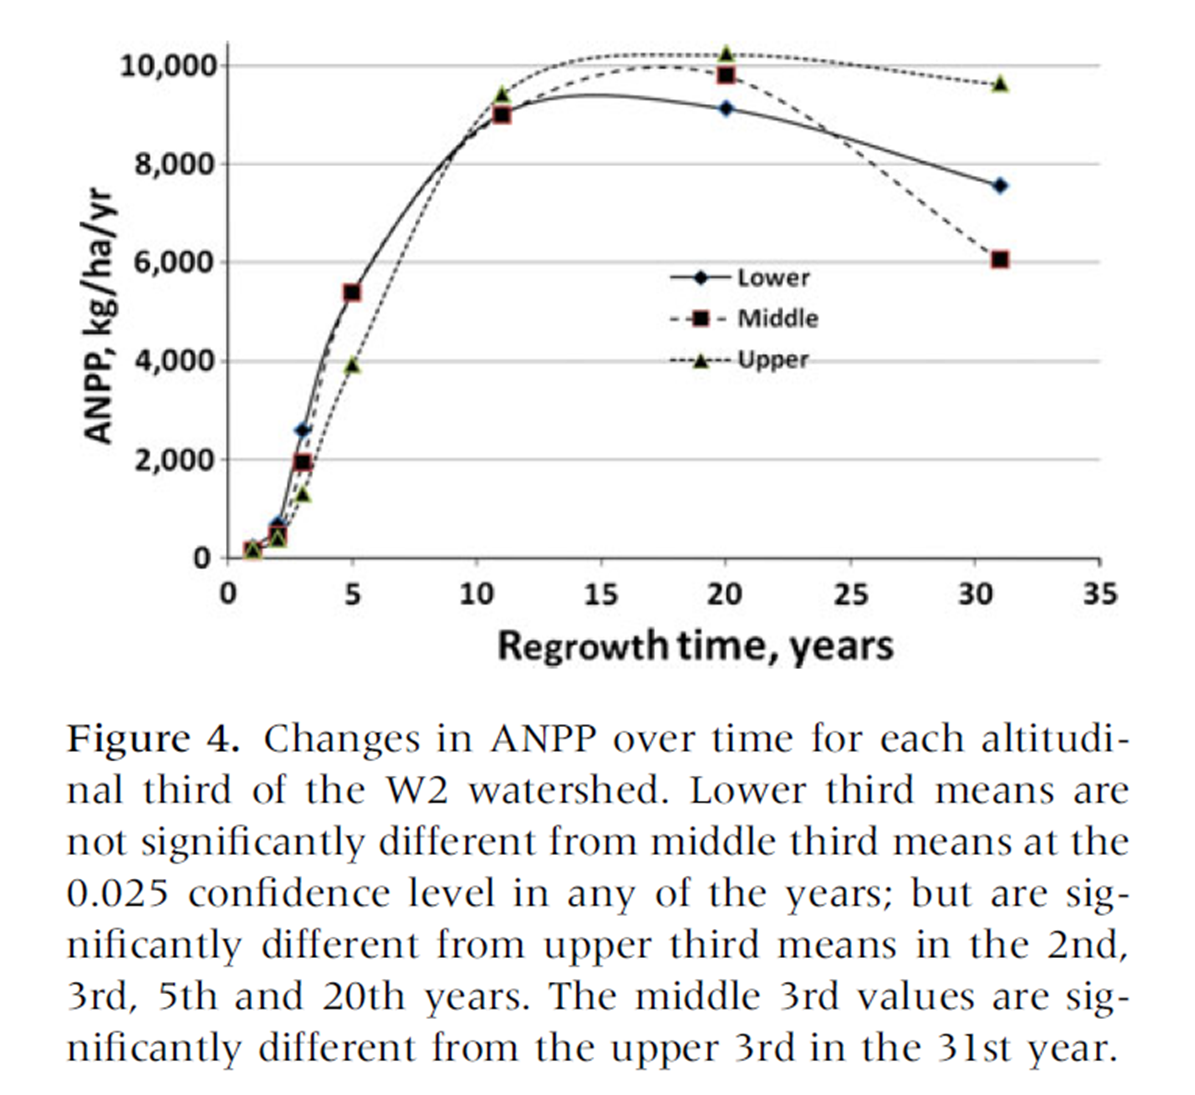 10,000
8,000
6,000
4,000
2,000
0
ANPP, kg/ha/yr
Lower
Middle
Upper
0 5 10 15 20 25 30 35
Regrowth time, years
Figure 4. Changes in ANPP over time for each altitudi-
nal third of the W2 watershed. Lower third means are
not significantly different from middle third means at the
0.025 confidence level in any of the years; but are sig-
nificantly different from upper third means in the 2nd,
3rd, 5th and 20th years. The middle 3rd values are sig-
nificantly different from the upper 3rd in the 31st year.